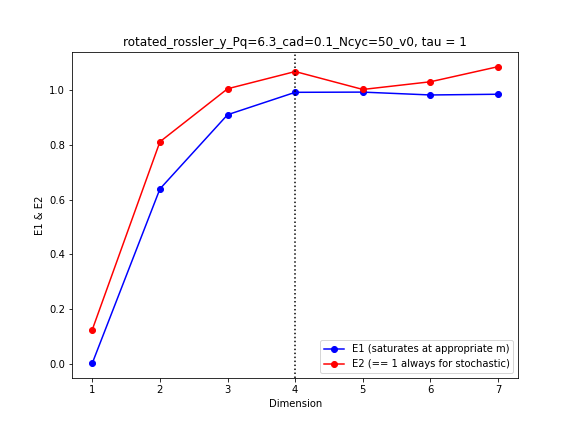 rotated_rossler_y_Pq=6.3_cad=0.1_Ncyc=50_v0, tau = 1
1.0
0.8
0.6
0.4
0.2
0.0
E1 & E2
E1 (saturates at appropriate m)
E2 (== 1 always for stochastic)
1 2 3 4 5 6 7
Dimension